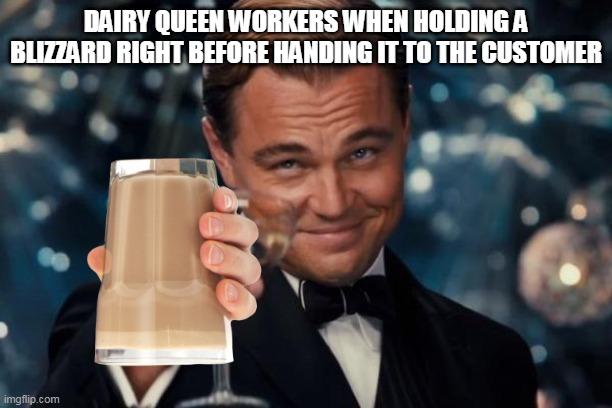 DAIRY QUEEN WORKERS WHEN HOLDING A
BLIZZARD RIGHT BEFORE HANDING IT TO THE CUSTOMER
imgflip.com